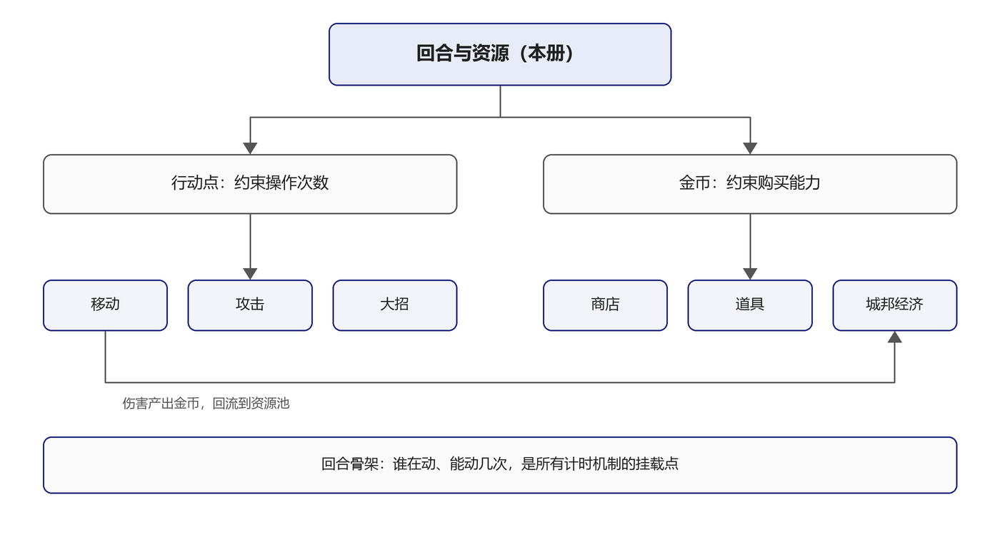 回合与资源（本册）
行动点：约束操作次数
金币：约束购买能力
移动
攻击
大招
商店
道具
城邦经济
伤害产出金币，回流到资源池
回合骨架：谁在动、能动几次，是所有计时机制的挂载点